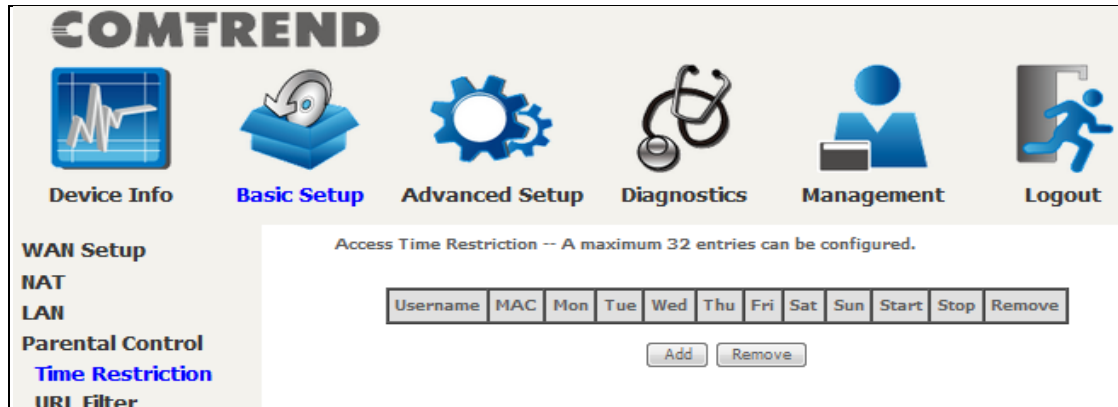 COMTREND
Device Info Basic Setup Advanced Setup Diagnostics Management Logout
WAN Setup
NAT
LAN
Parental Control
Time Restriction
URL Filter
Access Time Restriction -- A maximum 32 entries can be configured.
Username MAC Mon Tue Wed Thu Fri Sat Sun Start Stop Remove
Add Remove